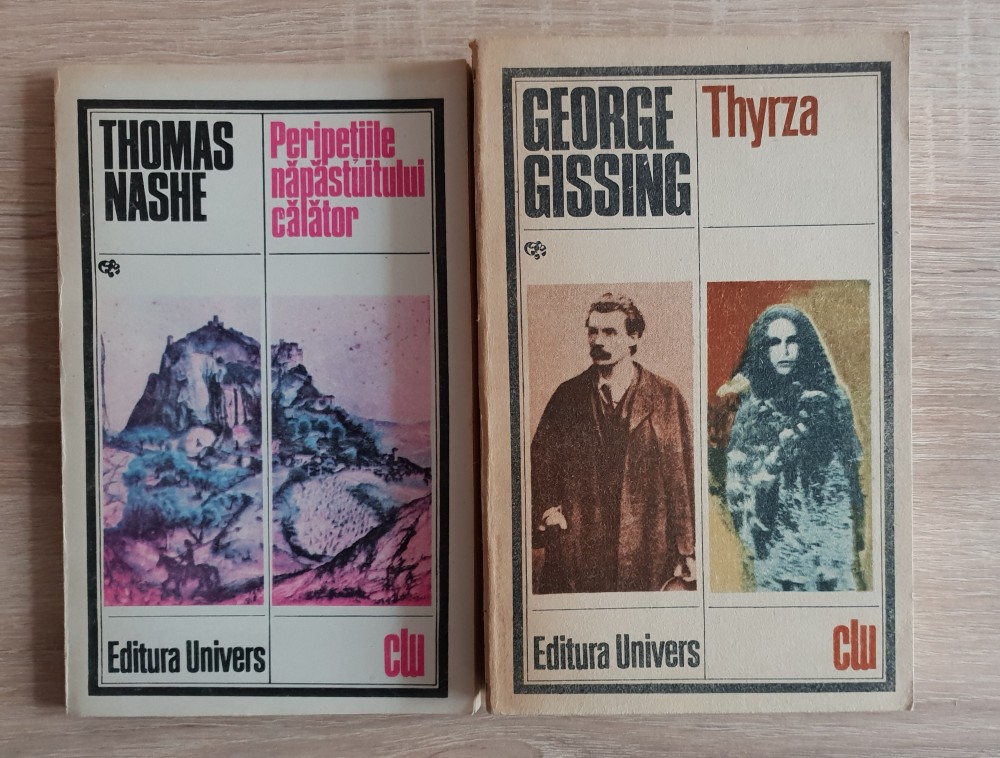 THOMAS
NASHE
Peripețiile
năpăstuitului
călător
Editura Univers
clu
GEORGE
GISSING
Thyrza
Editura Univers
clu